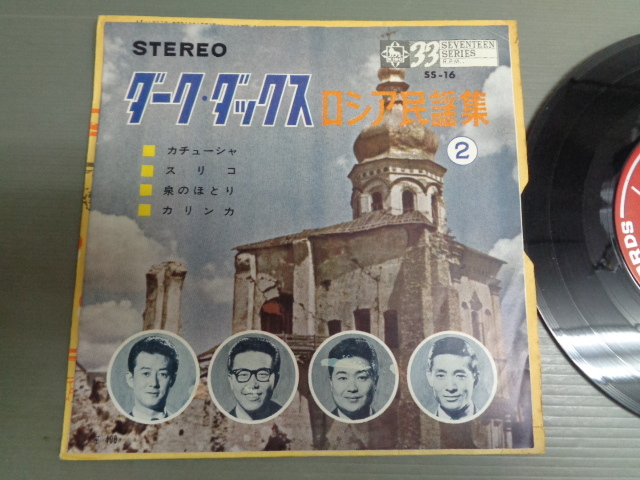 STEREO
33
SEVENTEEN
SERIES
SS-16
ダーク・ダックス ロシア民謡集
2
カチューシャ
スリコ
泉のほとり
カリンカ
RDS